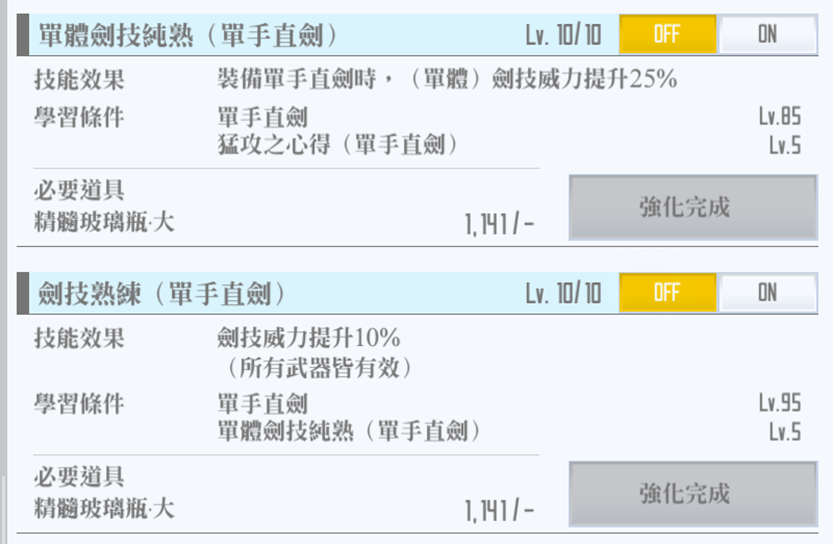 單體劍技純熟（單手直劍） Lv. 10/10 OFF ON
技能效果 裝備單手直劍時，（單體）劍技威力提升25%
學習條件 單手直劍 Lv.85
猛攻之心得（單手直劍） Lv.5
必要道具
精髓玻璃瓶·大 1,141/- 強化完成
劍技熟練（單手直劍） Lv. 10/10 OFF ON
技能效果 劍技威力提升10%
（所有武器皆有效）
學習條件 單手直劍 Lv.95
單體劍技純熟（單手直劍） Lv.5
必要道具
精髓玻璃瓶·大 1,141/- 強化完成